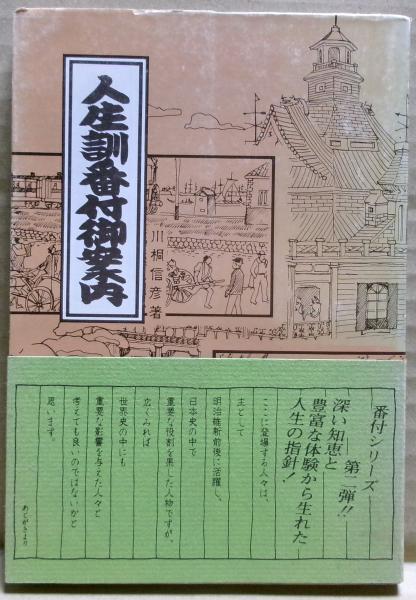 人生訓番付御案内
川桐信彦著
番付シリーズ
第二弾!!
深い知恵と
豊富な体験から生れた
人生の指針!
ここに登場する人々は、
主として
明治維新前後に活躍し、
日本史の中で
重要な役割を果した人物ですが、
広くみれば
世界史の中にも
重要な影響を与えた人々と
考えても良いのではないかと
思います。
あとがきより